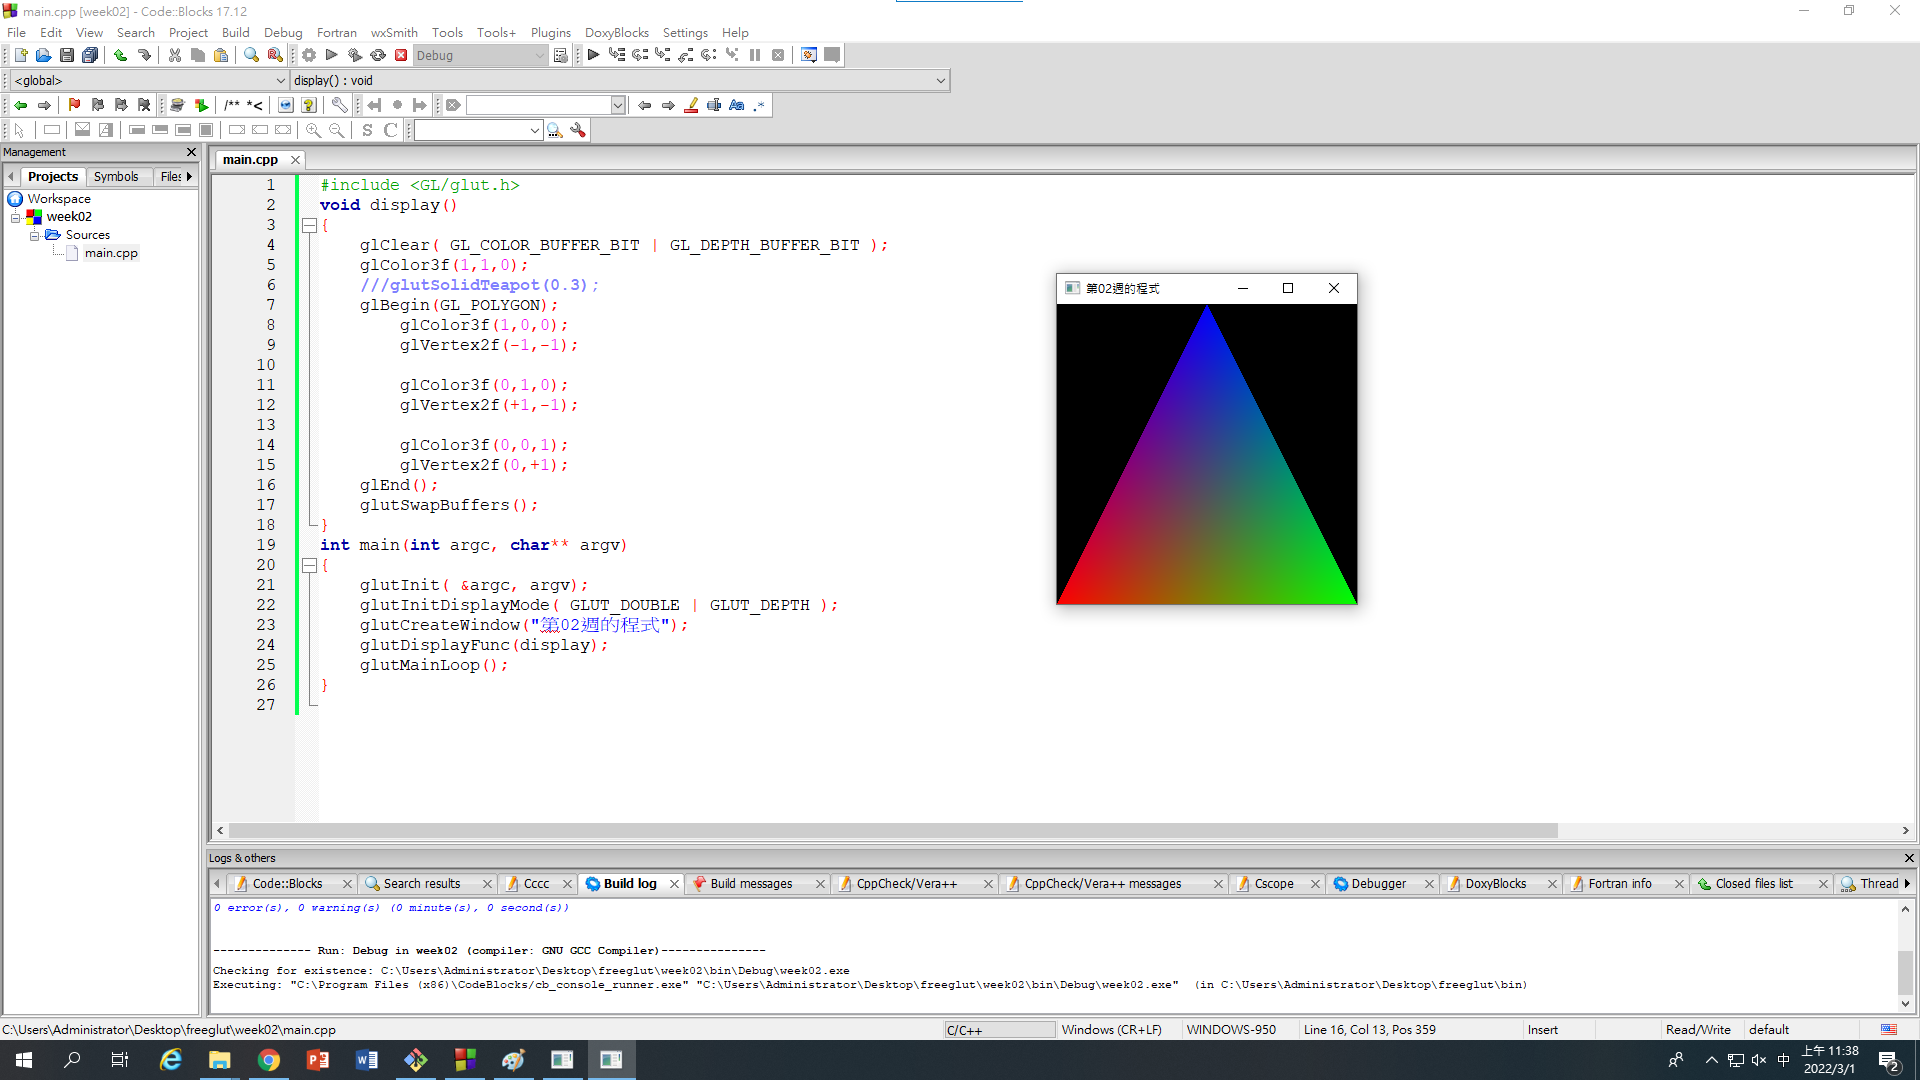 main.cpp [week02] - Code::Blocks 17.12
File Edit View Search Project Build Debug Fortran wxSmith Tools Tools+ Plugins DoxyBlocks Settings Help
Debug
<global> display() : void
/** *<
Aa .*
S C
Management
Projects Symbols Files
Workspace
week02
Sources
main.cpp
main.cpp
1 #include <GL/glut.h>
2 void display()
3 {
4 glClear( GL_COLOR_BUFFER_BIT | GL_DEPTH_BUFFER_BIT );
5 glColor3f(1,1,0);
6 ///glutSolidTeapot(0.3);
7 glBegin(GL_POLYGON);
8 glColor3f(1,0,0);
9 glVertex2f(-1,-1);
10
11 glColor3f(0,1,0);
12 glVertex2f(+1,-1);
13
14 glColor3f(0,0,1);
15 glVertex2f(0,+1);
16 glEnd();
17 glutSwapBuffers();
18 }
19 int main(int argc, char** argv)
20 {
21 glutInit( &argc, argv);
22 glutInitDisplayMode( GLUT_DOUBLE | GLUT_DEPTH );
23 glutCreateWindow("第02週的程式");
24 glutDisplayFunc(display);
25 glutMainLoop();
26 }
27
第02週的程式
Logs & others
Code::Blocks Search results Cccc Build log Build messages CppCheck/Vera++ CppCheck/Vera++ messages Cscope Debugger DoxyBlocks Fortran info Closed files list Thread
0 error(s), 0 warning(s) (0 minute(s), 0 second(s))
-------------- Run: Debug in week02 (compiler: GNU GCC Compiler)---------------
Checking for existence: C:\Users\Administrator\Desktop\freeglut\week02\bin\Debug\week02.exe
Executing: "C:\Program Files (x86)\CodeBlocks/cb_console_runner.exe" "C:\Users\Administrator\Desktop\freeglut\week02\bin\Debug\week02.exe"  (in C:\Users\Administrator\Desktop\freeglut\bin)
C:\Users\Administrator\Desktop\freeglut\week02\main.cpp C/C++ Windows (CR+LF) WINDOWS-950 Line 16, Col 13, Pos 359 Insert Read/Write default
中 上午 11:38
2022/3/1
2